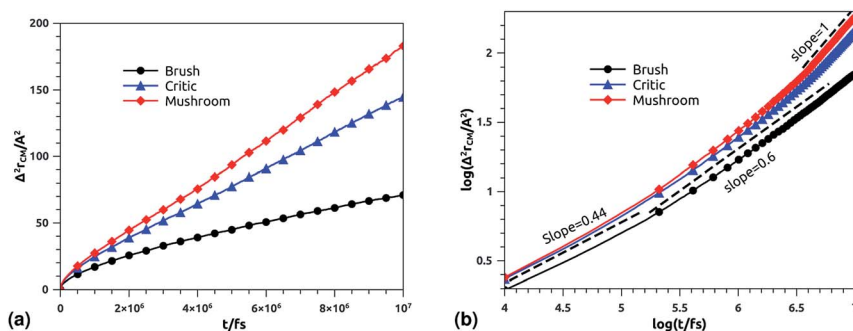 200
150
100
50
0
Δ²r_CM/A²
Brush
Critic
Mushroom
0
2×10⁶
4×10⁶
6×10⁶
8×10⁶
10⁷
t/fs
(a)
2
1.5
1
0.5
log(Δ²r_CM/A²)
Brush
Critic
Mushroom
slope=1
slope=0.6
Slope=0.44
4
4.5
5
5.5
6
6.5
log(t/fs)
(b)